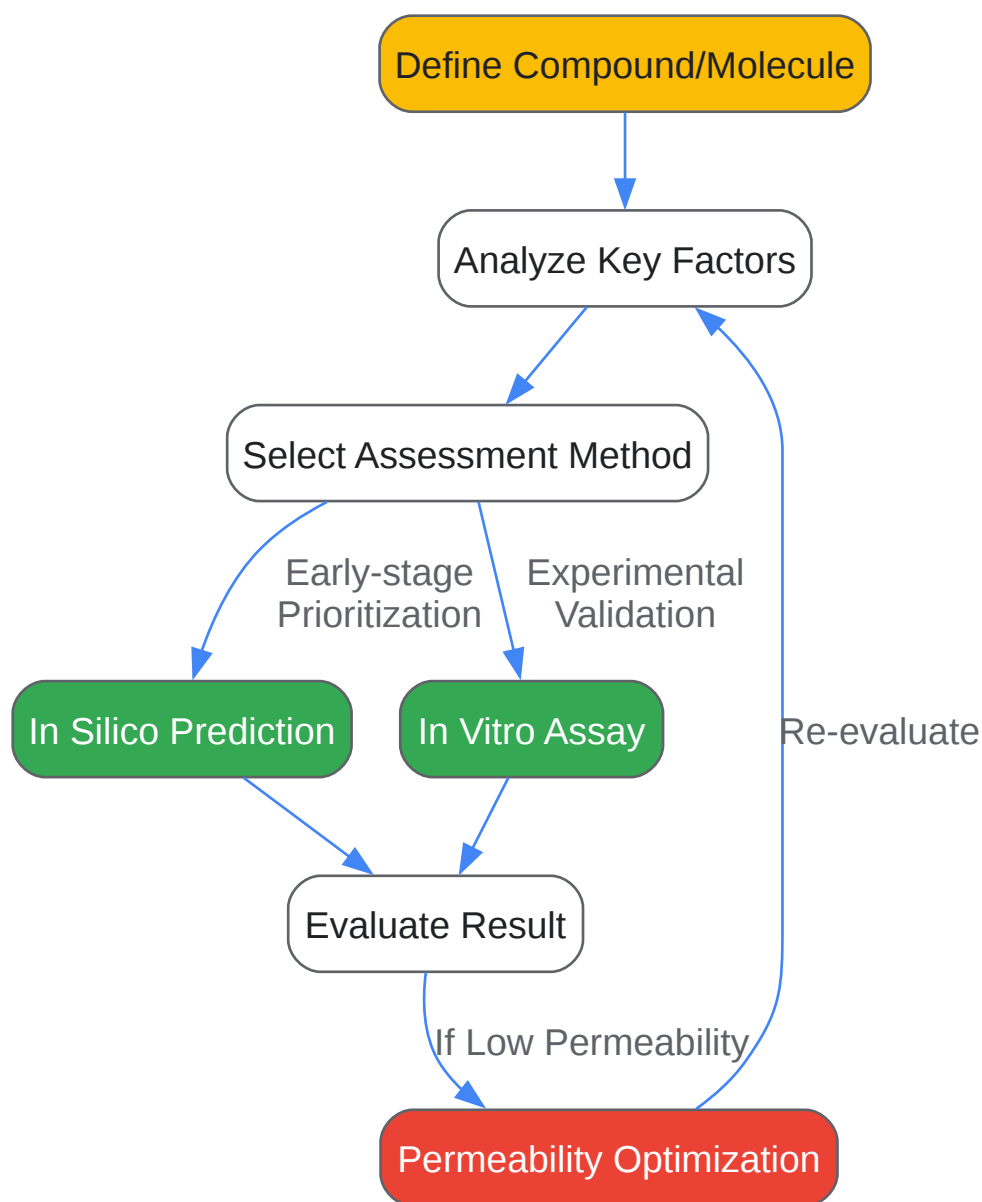 Define Compound/Molecule
Analyze Key Factors
Select Assessment Method
Early-stage
Prioritization
Experimental
Validation
In Silico Prediction
In Vitro Assay
Re-evaluate
Evaluate Result
If Low Permeability
Permeability Optimization